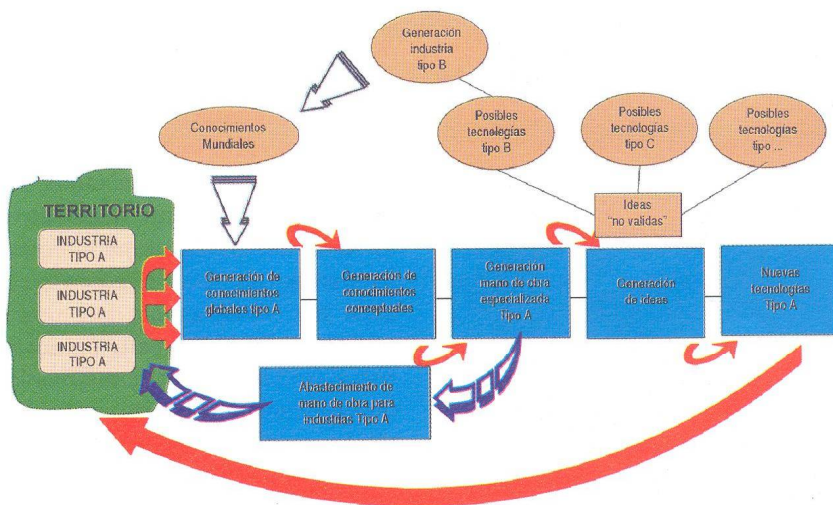 Generación
industria
tipo B
Conocimientos
Mundiales
Posibles
tecnologías
tipo B
Posibles
tecnologías
tipo C
Posibles
tecnologías
tipo ...
Ideas
"no validas"
TERRITORIO
INDUSTRIA
TIPO A
INDUSTRIA
TIPO A
INDUSTRIA
TIPO A
Generación de
conocimientos
globales tipo A
Generación de
conocimientos
conceptuales
Generación
mano de obra
especializada
Tipo A
Generación
de ideas
Nuevas
tecnologías
Tipo A
Abastecimiento de
mano de obra para
industrias Tipo A